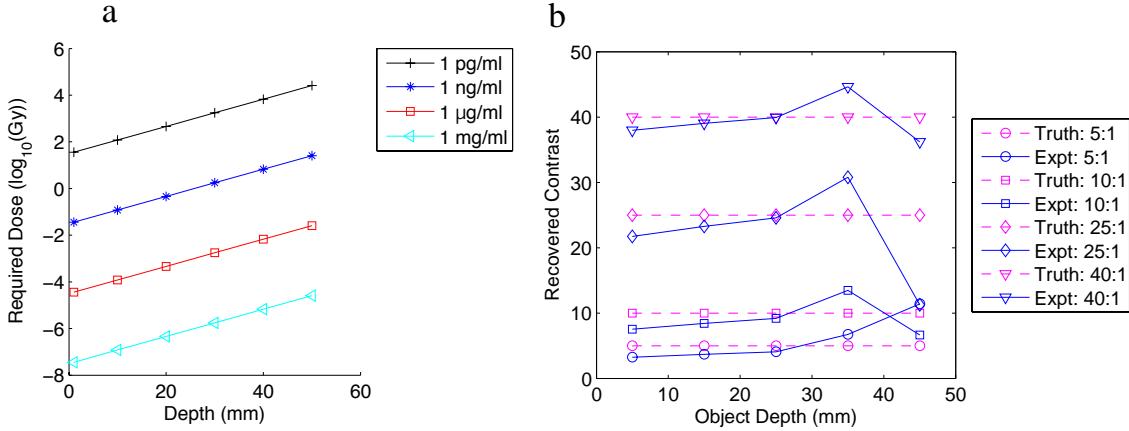 a
6
4
2
0
−2
−4
−6
−8
0
20
40
60
Required Dose (log10(Gy))
Depth (mm)
1 pg/ml
1 ng/ml
1 µg/ml
1 mg/ml
b
50
40
30
20
10
0
0
10
20
30
40
50
Recovered Contrast
Object Depth (mm)
Truth: 5:1
Expt: 5:1
Truth: 10:1
Expt: 10:1
Truth: 25:1
Expt: 25:1
Truth: 40:1
Expt: 40:1